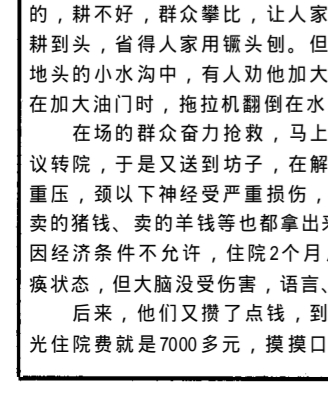 的，耕不好，群众攀比，让人家
耕到头，省得人家用镢头刨。但
地头的小水沟中，有人劝他加大
在加大油门时，拖拉机翻倒在水
在场的群众奋力抢救，马上
议转院，于是又送到坊子，在解
重压，颈以下神经受严重损伤，
卖的猪钱、卖的羊钱等也都拿出来
因经济条件不允许，住院2个月
痪状态，但大脑没受伤害，语言、
后来，他们又攒了点钱，到
光住院费就是7000多元，摸摸口